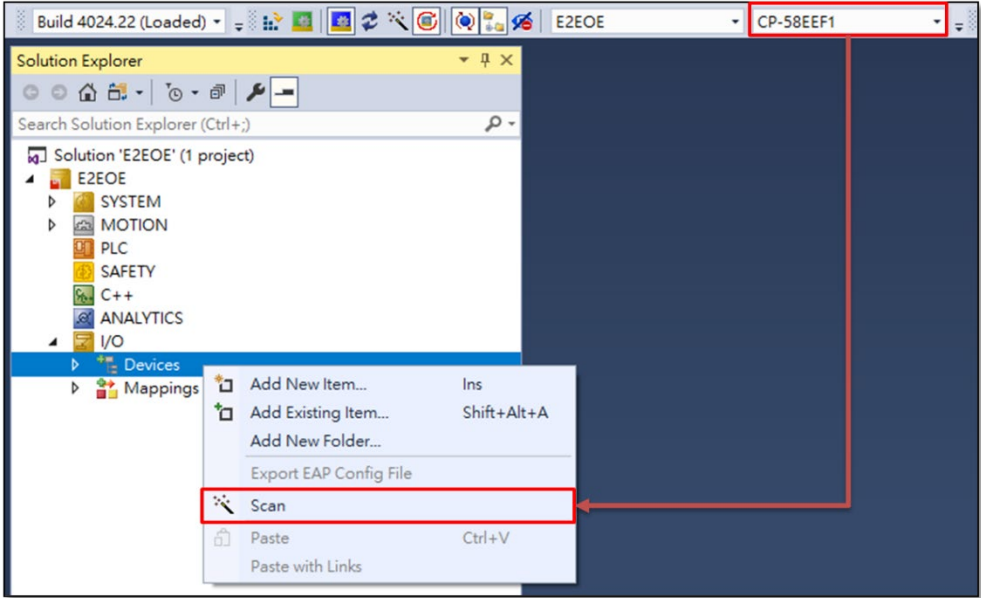 Build 4024.22 (Loaded) E2EOE CP-58EEF1
Solution Explorer
Search Solution Explorer (Ctrl+;)
Solution 'E2EOE' (1 project)
E2EOE
SYSTEM
MOTION
PLC
SAFETY
C++
ANALYTICS
I/O
Devices
Mappings
Add New Item... Ins
Add Existing Item... Shift+Alt+A
Add New Folder...
Export EAP Config File
Scan
Paste Ctrl+V
Paste with Links